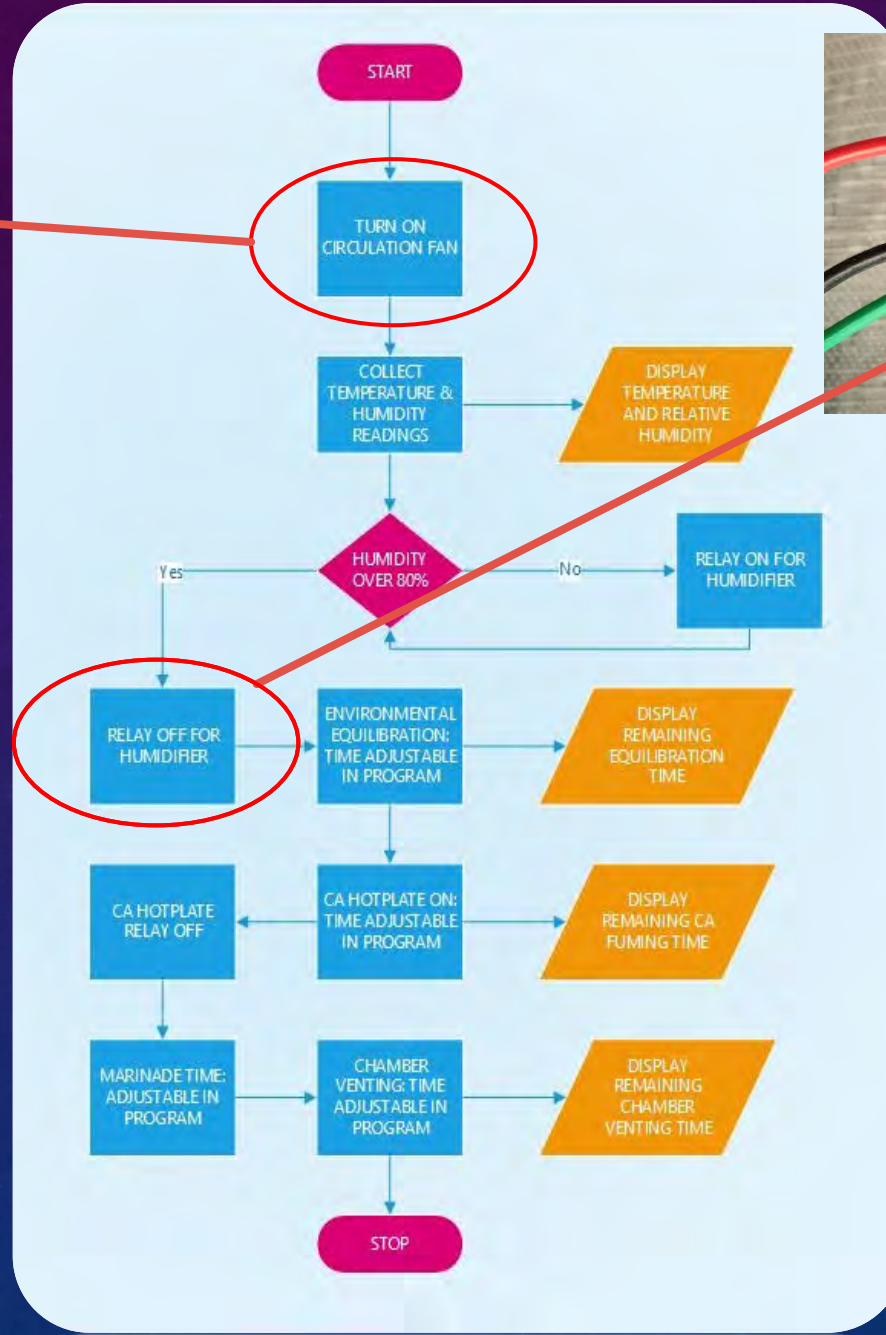 START
TURN ON
CIRCULATION FAN
COLLECT
TEMPERATURE &
HUMIDITY
READINGS
DISPLAY
TEMPERATURE
AND RELATIVE
HUMIDITY
HUMIDITY
OVER 80%
Yes
No
RELAY ON FOR
HUMIDIFIER
RELAY OFF FOR
HUMIDIFIER
ENVIRONMENTAL
EQUILIBRATION:
TIME ADJUSTABLE
IN PROGRAM
DISPLAY
REMAINING
EQUILIBRATION
TIME
CA HOTPLATE ON:
TIME ADJUSTABLE
IN PROGRAM
DISPLAY
REMAINING CA
FUMING TIME
CA HOTPLATE
RELAY OFF
MARINADE TIME:
ADJUSTABLE IN
PROGRAM
CHAMBER
VENTING: TIME
ADJUSTABLE IN
PROGRAM
DISPLAY
REMAINING
CHAMBER
VENTING TIME
STOP